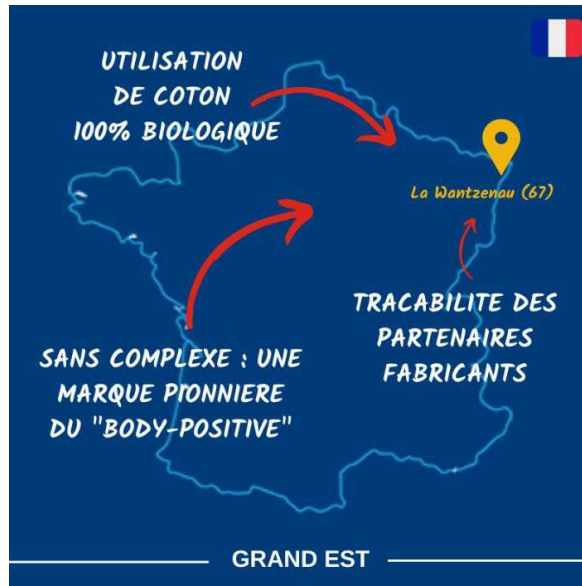 UTILISATION
DE COTON
100% BIOLOGIQUE
La Wantzenau (67)
TRACABILITE DES
PARTENAIRES
FABRICANTS
SANS COMPLEXE : UNE
MARQUE PIONNIERE
DU "BODY-POSITIVE"
GRAND EST